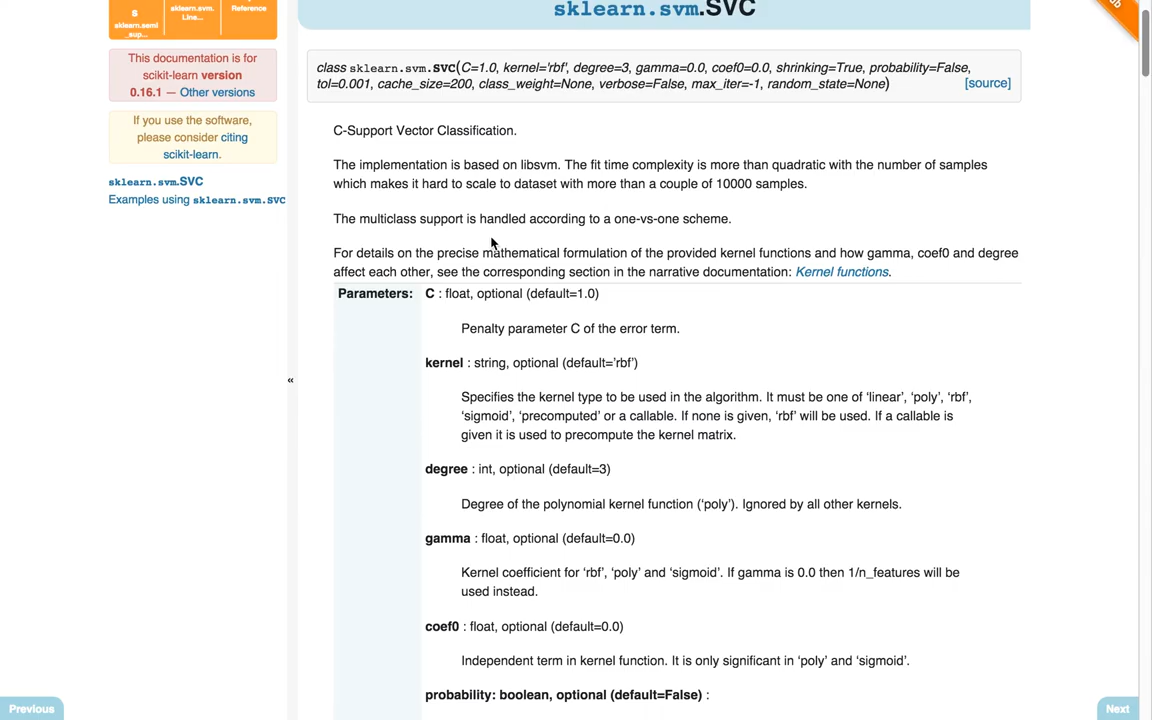 S
sklearn.semi
_sup...
sklearn.svm.
Line...
Reference
This documentation is for
scikit-learn version
0.16.1 — Other versions
If you use the software,
please consider citing
scikit-learn.
sklearn.svm.SVC
Examples using sklearn.svm.SVC
«
sklearn.svm.SVC
class sklearn.svm.SVC(C=1.0, kernel='rbf', degree=3, gamma=0.0, coef0=0.0, shrinking=True, probability=False,
tol=0.001, cache_size=200, class_weight=None, verbose=False, max_iter=-1, random_state=None) [source]
C-Support Vector Classification.
The implementation is based on libsvm. The fit time complexity is more than quadratic with the number of samples
which makes it hard to scale to dataset with more than a couple of 10000 samples.
The multiclass support is handled according to a one-vs-one scheme.
For details on the precise mathematical formulation of the provided kernel functions and how gamma, coef0 and degree
affect each other, see the corresponding section in the narrative documentation: Kernel functions.
Parameters: C : float, optional (default=1.0)
Penalty parameter C of the error term.
kernel : string, optional (default='rbf')
Specifies the kernel type to be used in the algorithm. It must be one of 'linear', 'poly', 'rbf',
'sigmoid', 'precomputed' or a callable. If none is given, 'rbf' will be used. If a callable is
given it is used to precompute the kernel matrix.
degree : int, optional (default=3)
Degree of the polynomial kernel function ('poly'). Ignored by all other kernels.
gamma : float, optional (default=0.0)
Kernel coefficient for 'rbf', 'poly' and 'sigmoid'. If gamma is 0.0 then 1/n_features will be
used instead.
coef0 : float, optional (default=0.0)
Independent term in kernel function. It is only significant in 'poly' and 'sigmoid'.
probability: boolean, optional (default=False) :
Previous
Next